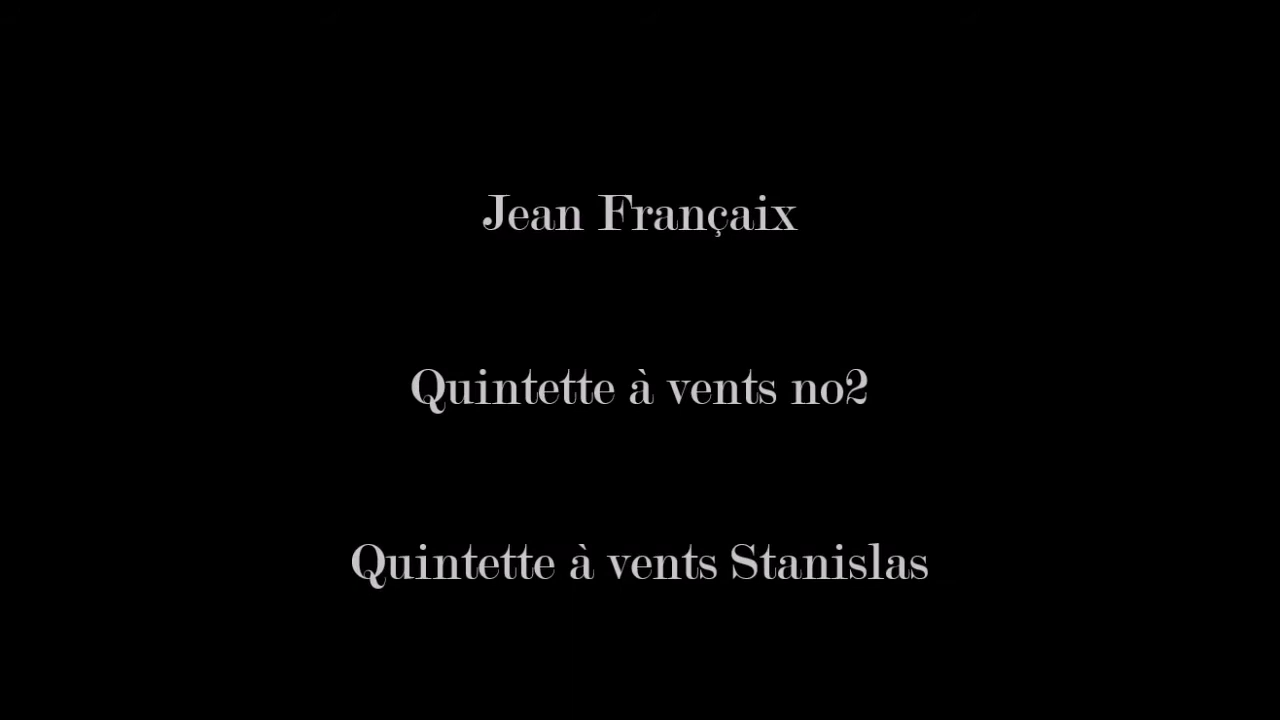 Jean Françaix
Quintette à vents no2
Quintette à vents Stanislas